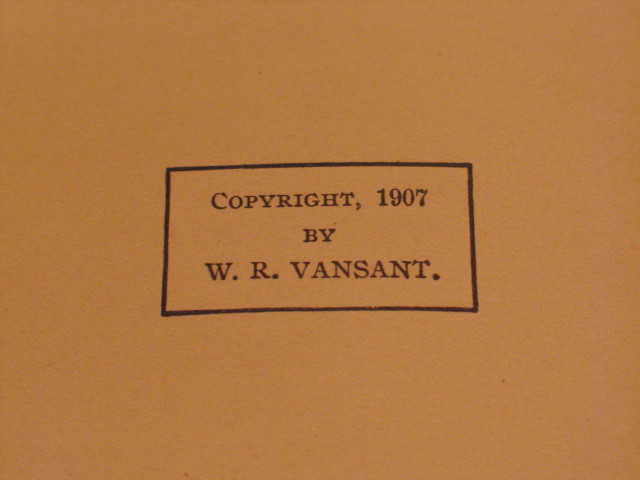 COPYRIGHT, 1907
BY
W. R. VANSANT.